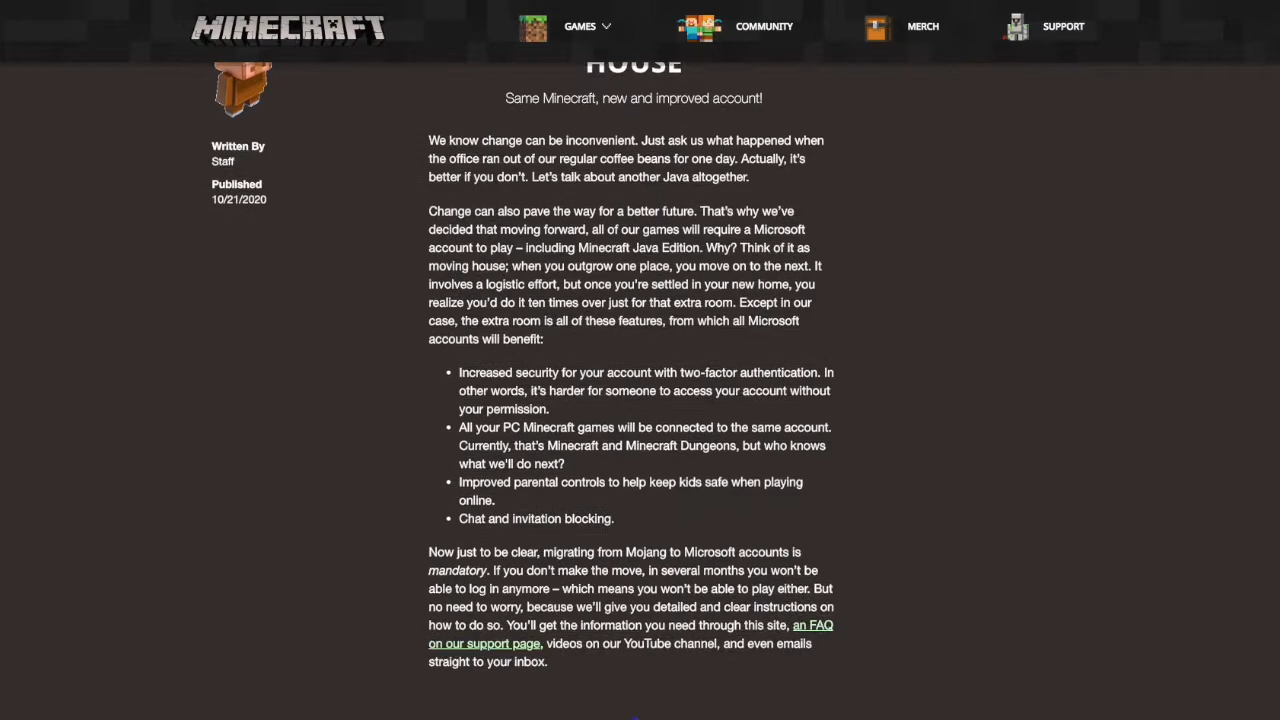 MINECRAFT
GAMES
COMMUNITY
MERCH
SUPPORT
HOUSE
Same Minecraft, new and improved account!
Written By
Staff
Published
10/21/2020
We know change can be inconvenient. Just ask us what happened when
the office ran out of our regular coffee beans for one day. Actually, it’s
better if you don’t. Let’s talk about another Java altogether.
Change can also pave the way for a better future. That’s why we’ve
decided that moving forward, all of our games will require a Microsoft
account to play – including Minecraft Java Edition. Why? Think of it as
moving house; when you outgrow one place, you move on to the next. It
involves a logistic effort, but once you’re settled in your new home, you
realize you’d do it ten times over just for that extra room. Except in our
case, the extra room is all of these features, from which all Microsoft
accounts will benefit:
• Increased security for your account with two-factor authentication. In
other words, it’s harder for someone to access your account without
your permission.
• All your PC Minecraft games will be connected to the same account.
Currently, that’s Minecraft and Minecraft Dungeons, but who knows
what we'll do next?
• Improved parental controls to help keep kids safe when playing
online.
• Chat and invitation blocking.
Now just to be clear, migrating from Mojang to Microsoft accounts is
mandatory. If you don’t make the move, in several months you won’t be
able to log in anymore – which means you won’t be able to play either. But
no need to worry, because we’ll give you detailed and clear instructions on
how to do so. You’ll get the information you need through this site, an FAQ
on our support page, videos on our YouTube channel, and even emails
straight to your inbox.